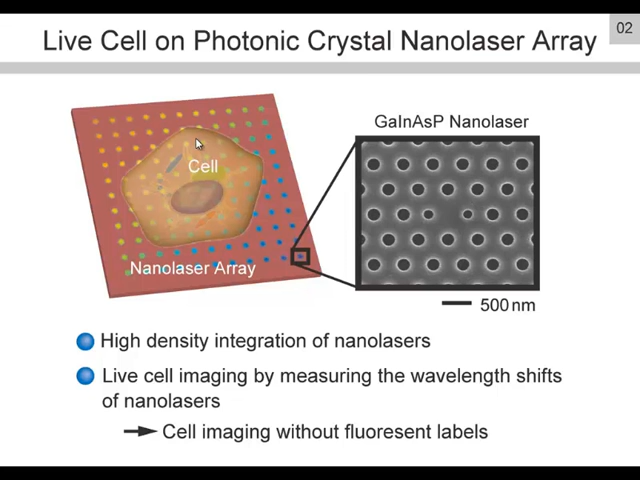 02
Live Cell on Photonic Crystal Nanolaser Array
GaInAsP Nanolaser
Cell
Nanolaser Array
500 nm
High density integration of nanolasers
Live cell imaging by measuring the wavelength shifts
of nanolasers
Cell imaging without fluoresent labels